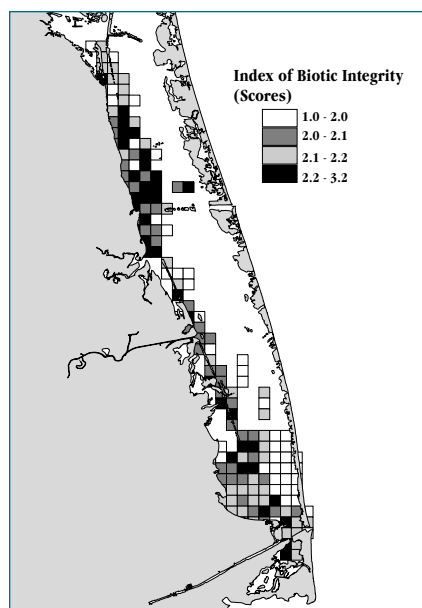 Index of Biotic Integrity
(Scores)
1.0 - 2.0
2.0 - 2.1
2.1 - 2.2
2.2 - 3.2